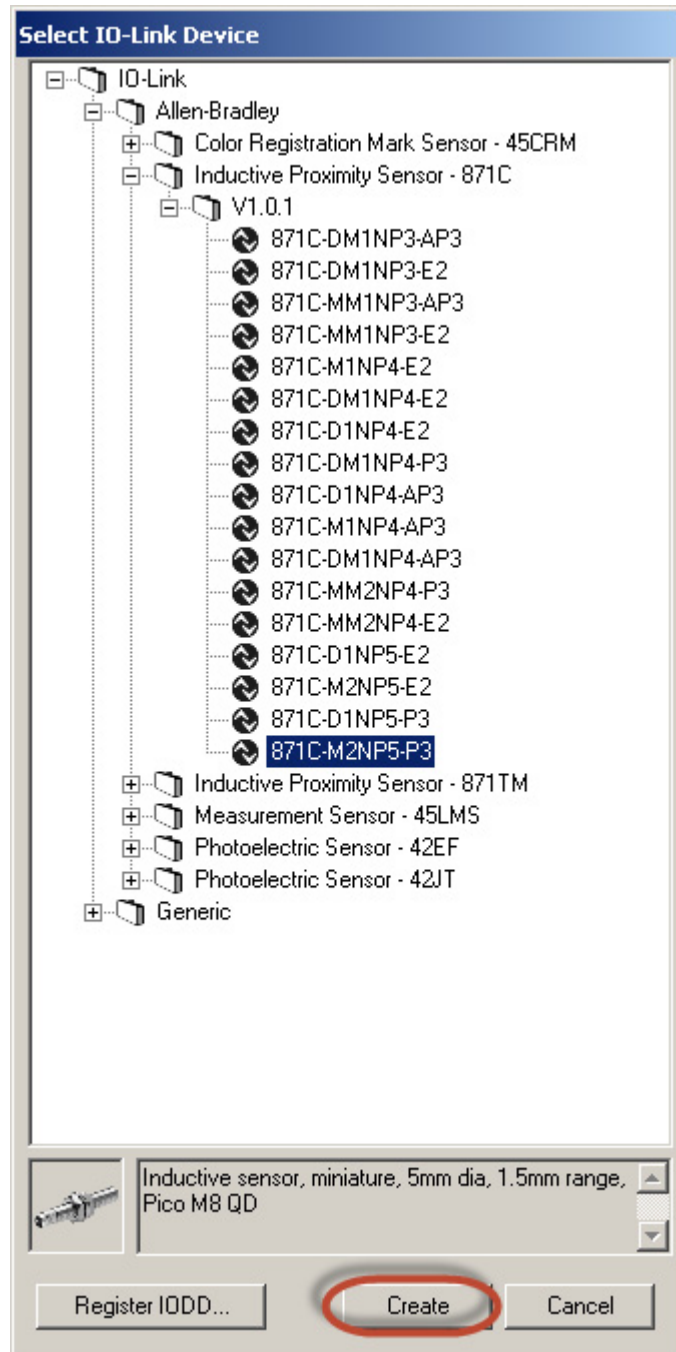 Select IO-Link Device
IO-Link
Allen-Bradley
Color Registration Mark Sensor - 45CRM
Inductive Proximity Sensor - 871C
V1.0.1
871C-DM1NP3-AP3
871C-DM1NP3-E2
871C-MM1NP3-AP3
871C-MM1NP3-E2
871C-M1NP4-E2
871C-DM1NP4-E2
871C-D1NP4-E2
871C-DM1NP4-P3
871C-D1NP4-AP3
871C-M1NP4-AP3
871C-DM1NP4-AP3
871C-MM2NP4-P3
871C-MM2NP4-E2
871C-D1NP5-E2
871C-M2NP5-E2
871C-D1NP5-P3
871C-M2NP5-P3
Inductive Proximity Sensor - 871TM
Measurement Sensor - 45LMS
Photoelectric Sensor - 42EF
Photoelectric Sensor - 42JT
Generic
Inductive sensor, miniature, 5mm dia, 1.5mm range,
Pico M8 QD
Register IODD... Create Cancel